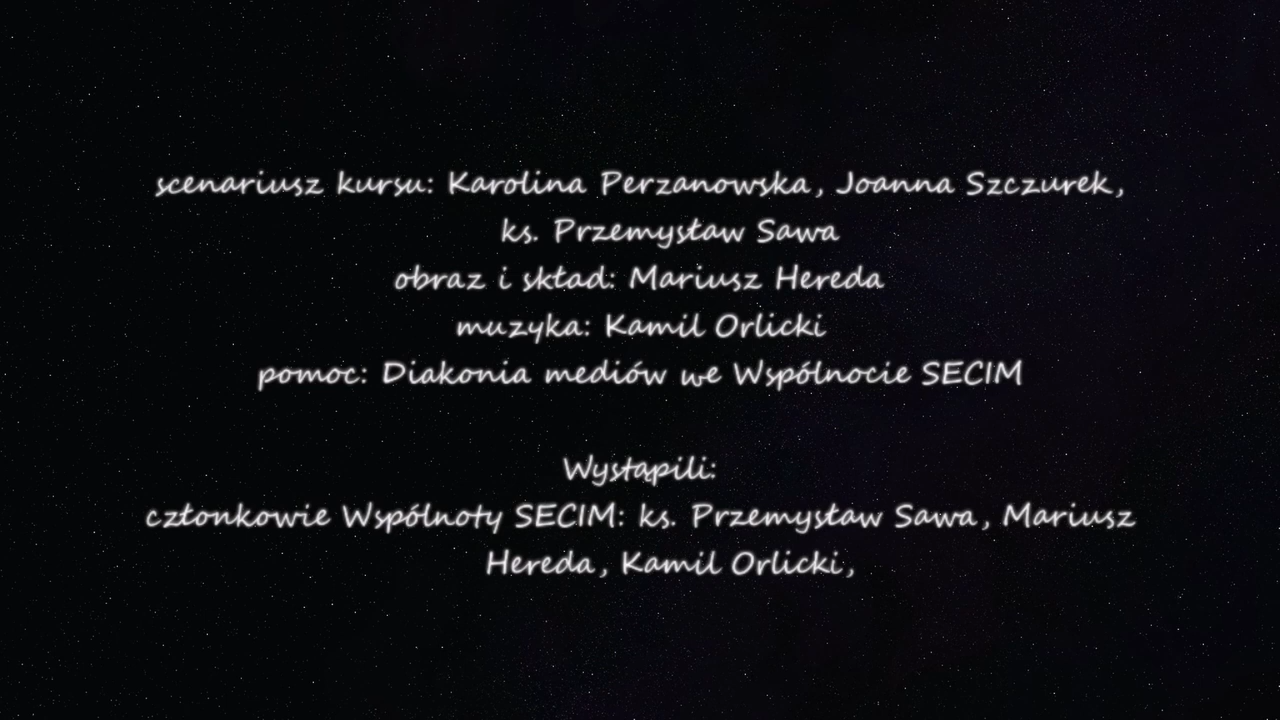 scenariusz kursu: Karolina Perzanowska, Joanna Szczurek,
ks. Przemysław Sawa
obraz i skład: Mariusz Hereda
muzyka: Kamil Orlicki
pomoc: Diakonia mediów we Wspólnocie SECIM
Wystąpili:
członkowie Wspólnoty SECIM: ks. Przemysław Sawa, Mariusz
Hereda, Kamil Orlicki,